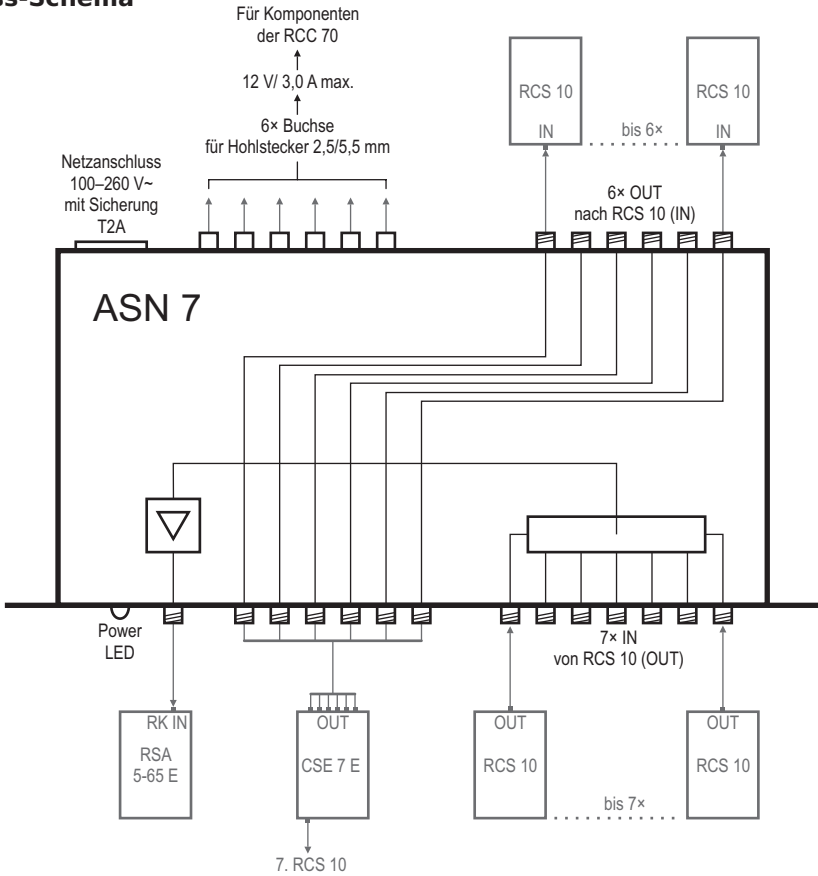 ss-Schema
Für Komponenten
der RCC 70
12 V/ 3,0 A max.
6× Buchse
für Hohlstecker 2,5/5,5 mm
Netzanschluss
100–260 V~
mit Sicherung
T2A
RCS 10
IN
bis 6×
RCS 10
IN
6× OUT
nach RCS 10 (IN)
ASN 7
Power
LED
7× IN
von RCS 10 (OUT)
RK IN
RSA
5-65 E
OUT
CSE 7 E
7. RCS 10
OUT
RCS 10
bis 7×
OUT
RCS 10